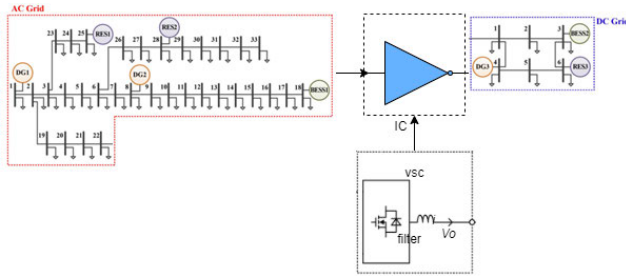 AC Grid
DC Grid
23 24 25 RES1
RES2
26 27 28 29 30 31 32 33
DG1
DG2
1 2 3 4 5 6 7 8 9 10 11 12 13 14 15 16 17 18 BESS1
19 20 21 22
1 2 3 BESS2
DG3 4 5 6 RES3
IC
vsc
filter
Vo